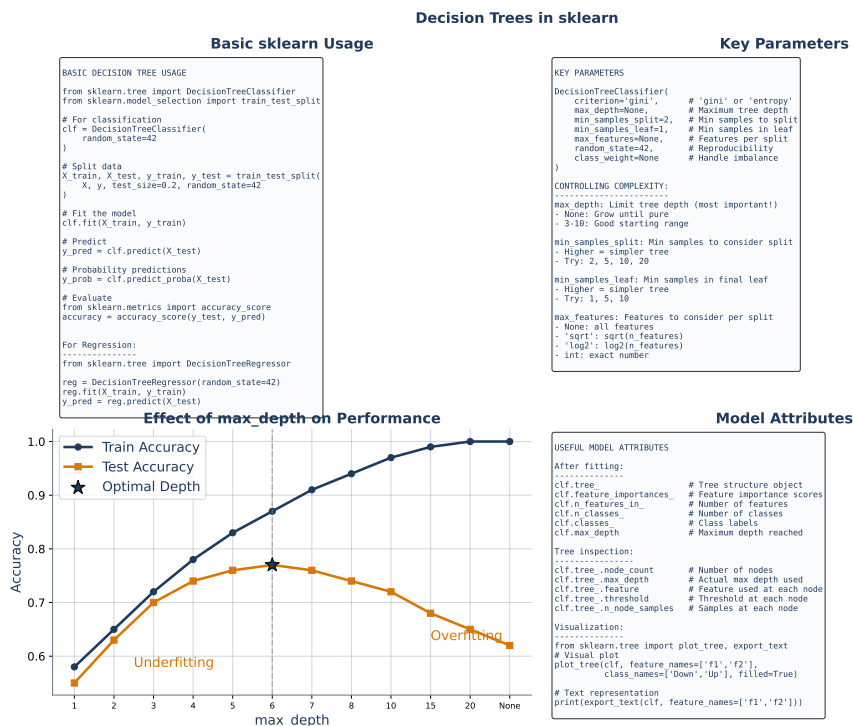 Decision Trees in sklearn
Basic sklearn Usage
BASIC DECISION TREE USAGE
from sklearn.tree import DecisionTreeClassifier
from sklearn.model_selection import train_test_split
# For classification
clf = DecisionTreeClassifier(
    random_state=42
)
# Split data
X_train, X_test, y_train, y_test = train_test_split(
    X, y, test_size=0.2, random_state=42
)
# Fit the model
clf.fit(X_train, y_train)
# Predict
y_pred = clf.predict(X_test)
# Probability predictions
y_prob = clf.predict_proba(X_test)
# Evaluate
from sklearn.metrics import accuracy_score
accuracy = accuracy_score(y_test, y_pred)
For Regression:
---------------
from sklearn.tree import DecisionTreeRegressor
reg = DecisionTreeRegressor(random_state=42)
reg.fit(X_train, y_train)
y_pred = reg.predict(X_test)
Key Parameters
KEY PARAMETERS
DecisionTreeClassifier(
    criterion='gini',      # 'gini' or 'entropy'
    max_depth=None,        # Maximum tree depth
    min_samples_split=2,   # Min samples to split
    min_samples_leaf=1,    # Min samples in leaf
    max_features=None,     # Features per split
    random_state=42,       # Reproducibility
    class_weight=None      # Handle imbalance
)
CONTROLLING COMPLEXITY:
-----------------------
max_depth: Limit tree depth (most important!)
- None: Grow until pure
- 3-10: Good starting range
min_samples_split: Min samples to consider split
- Higher = simpler tree
- Try: 2, 5, 10, 20
min_samples_leaf: Min samples in final leaf
- Higher = simpler tree
- Try: 1, 5, 10
max_features: Features to consider per split
- None: all features
- 'sqrt': sqrt(n_features)
- 'log2': log2(n_features)
- int: exact number
Effect of max_depth on Performance
Train Accuracy
Test Accuracy
Optimal Depth
Accuracy
1.0
0.9
0.8
0.7
0.6
Underfitting
Overfitting
1 2 3 4 5 6 7 8 10 15 20 None
max_depth
Model Attributes
USEFUL MODEL ATTRIBUTES
After fitting:
--------------
clf.tree_                  # Tree structure object
clf.feature_importances_   # Feature importance scores
clf.n_features_in_         # Number of features
clf.n_classes_             # Number of classes
clf.classes_               # Class labels
clf.max_depth              # Maximum depth reached
Tree inspection:
----------------
clf.tree_.node_count       # Number of nodes
clf.tree_.max_depth        # Actual max depth used
clf.tree_.feature          # Feature used at each node
clf.tree_.threshold        # Threshold at each node
clf.tree_.n_node_samples   # Samples at each node
Visualization:
--------------
from sklearn.tree import plot_tree, export_text
# Visual plot
plot_tree(clf, feature_names=['f1','f2'],
          class_names=['Down','Up'], filled=True)
# Text representation
print(export_text(clf, feature_names=['f1','f2']))